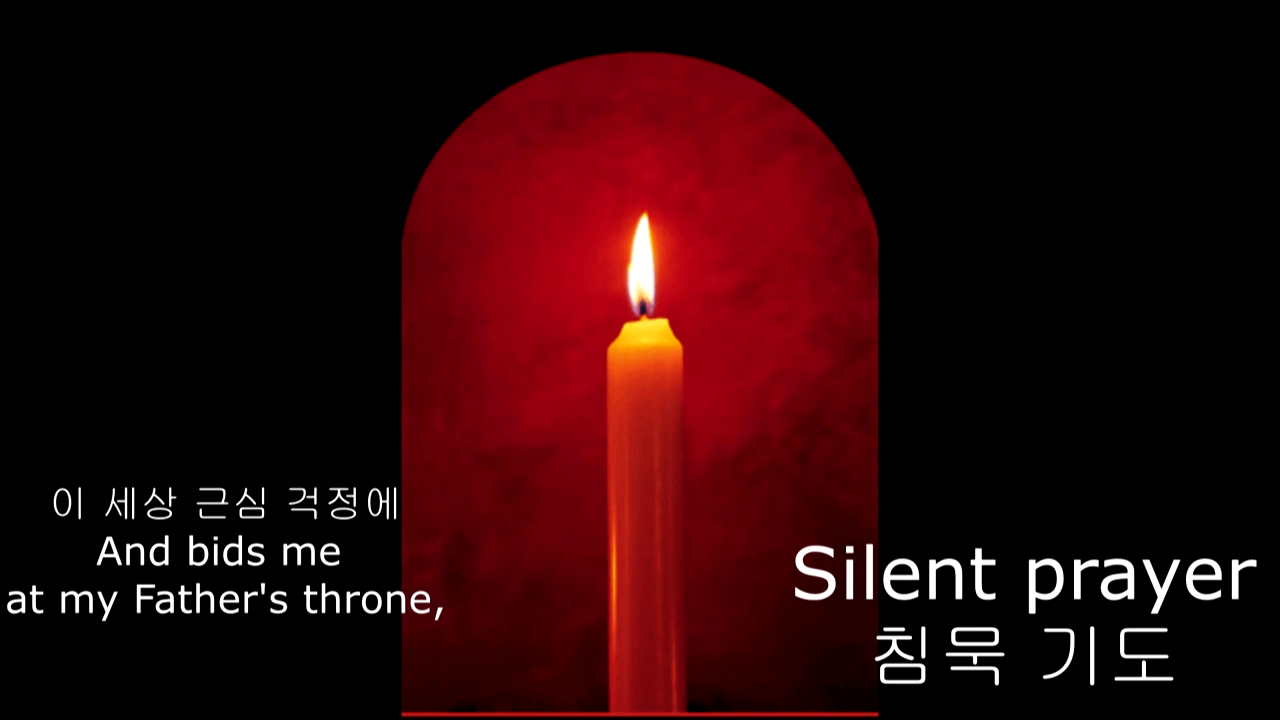 이 세상 근심 걱정에
And bids me
at my Father's throne,
Silent prayer
침묵 기도